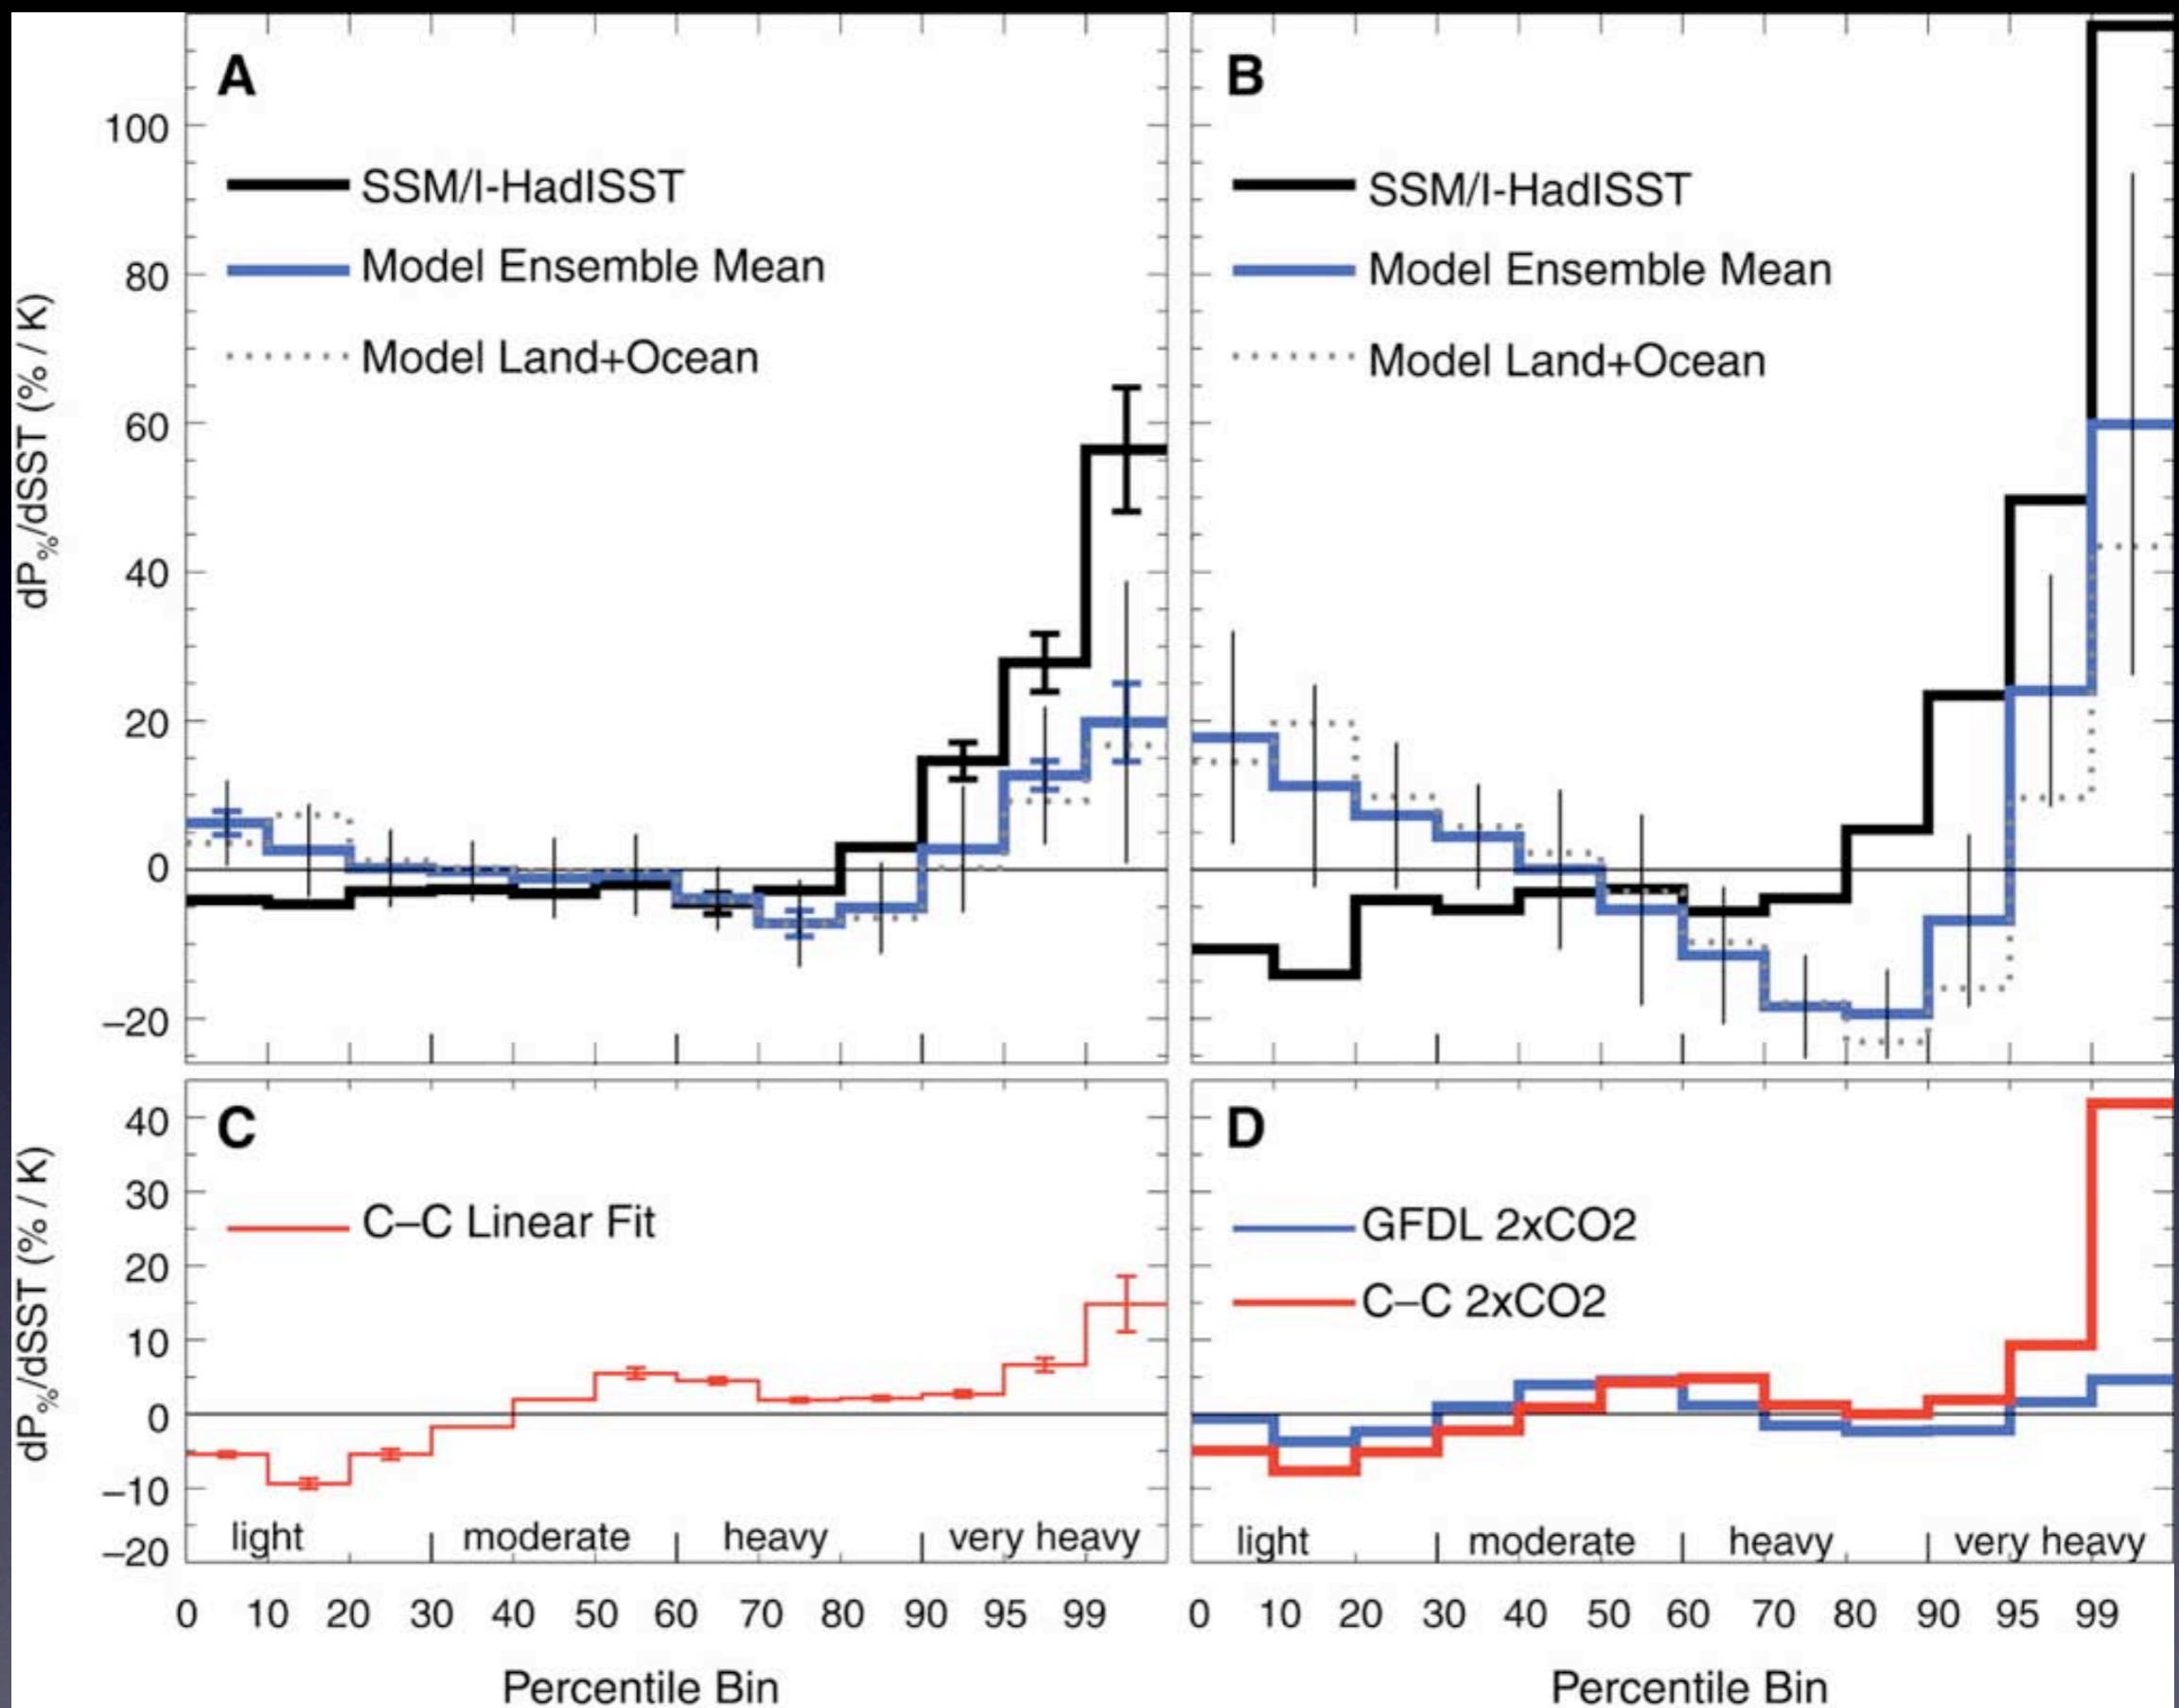 A
B
100
80
60
40
20
0
−20
dP%/dSST (% / K)
SSM/I-HadISST
Model Ensemble Mean
Model Land+Ocean
SSM/I-HadISST
Model Ensemble Mean
Model Land+Ocean
C
D
40
30
20
10
0
−10
−20
dP%/dSST (% / K)
C−C Linear Fit
GFDL 2xCO2
C−C 2xCO2
light moderate heavy very heavy
light moderate heavy very heavy
0 10 20 30 40 50 60 70 80 90 95 99
0 10 20 30 40 50 60 70 80 90 95 99
Percentile Bin
Percentile Bin